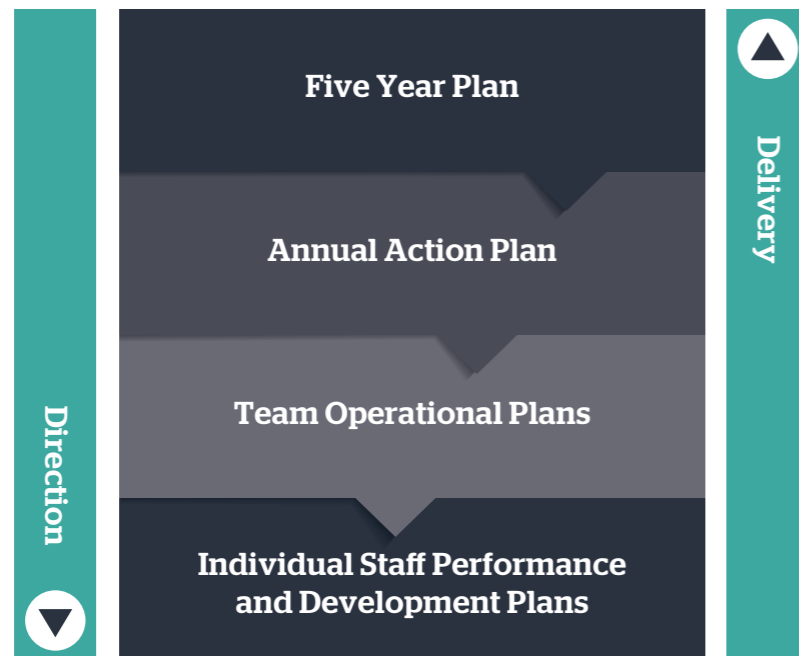 Five Year Plan
Delivery
Annual Action Plan
Team Operational Plans
Direction
Individual Staff Performance
and Development Plans